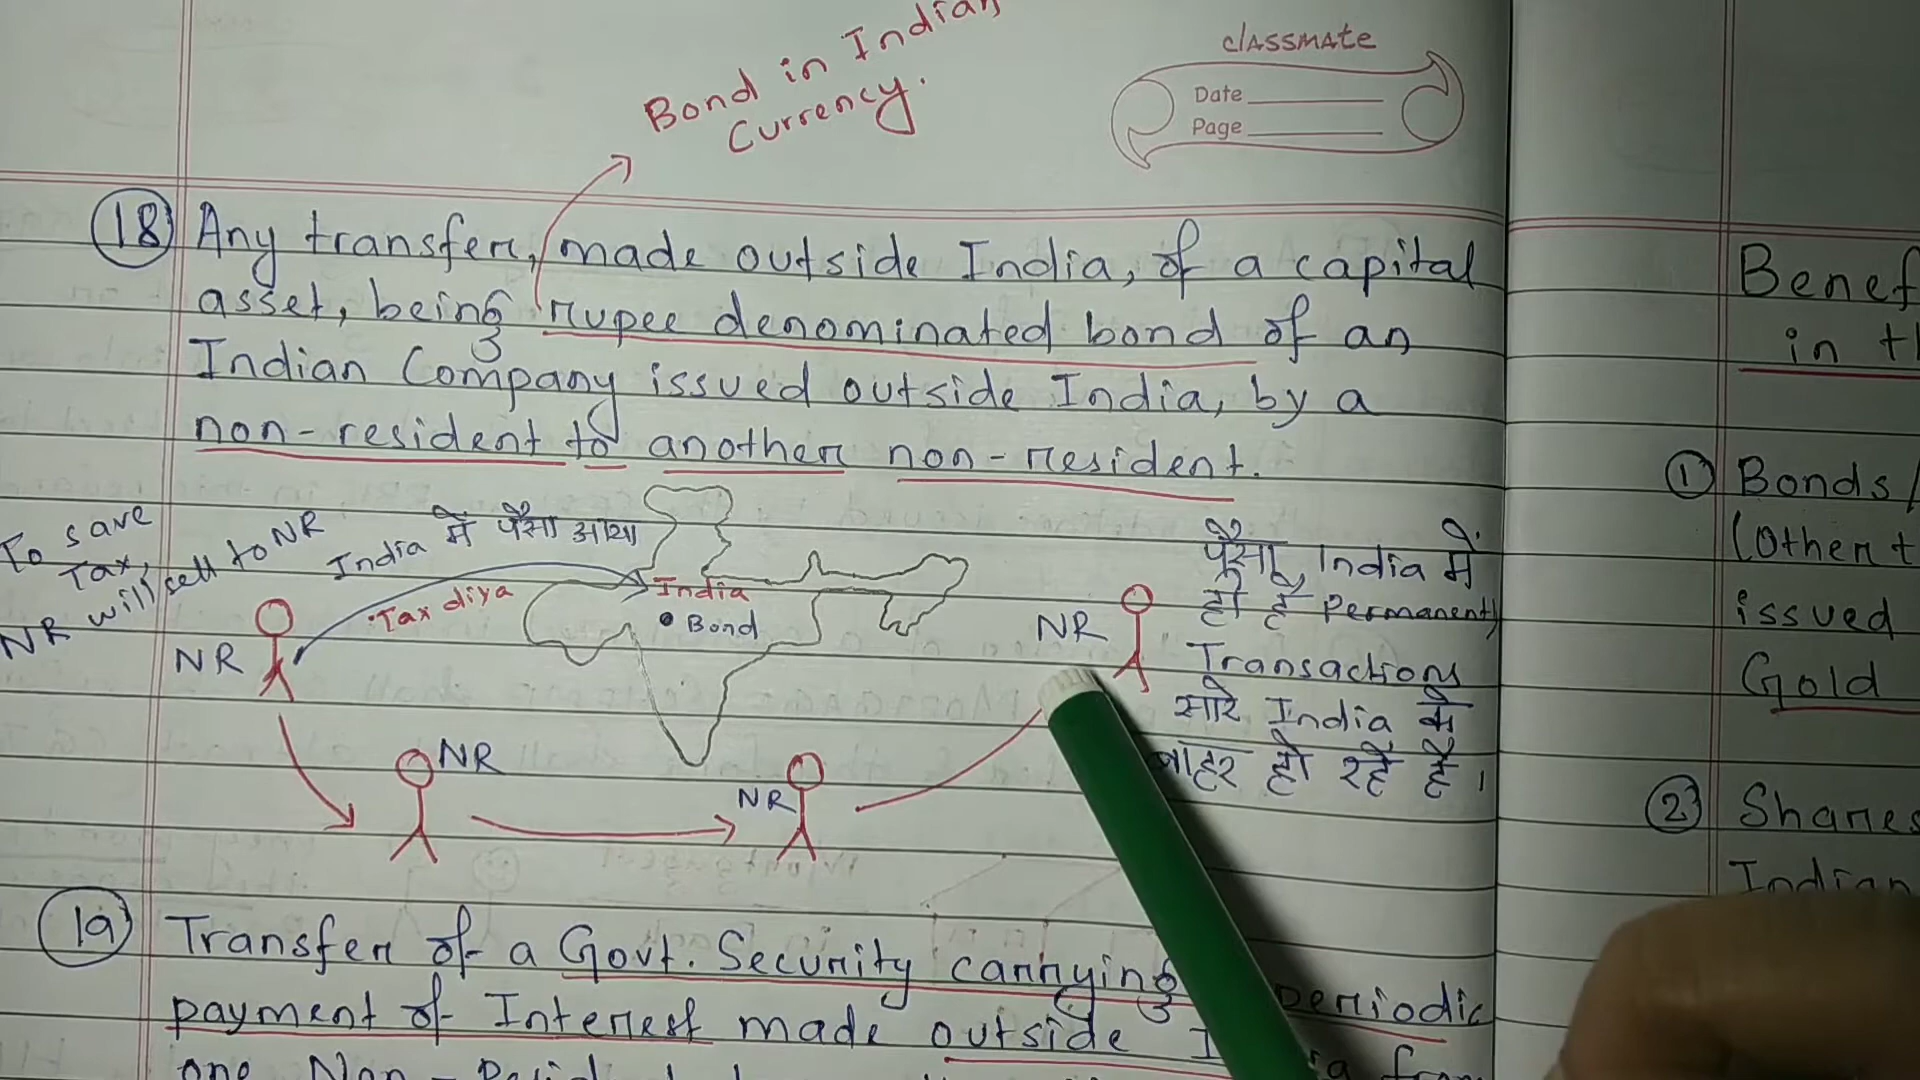 Bond in Indian
Currency.
classmate
Date
Page
18 Any transfer, made outside India, of a capital
asset, being rupee denominated bond of an
Indian Company issued outside India, by a
non-resident to another non-resident.
To save
Tax,
NR will sell to NR
India में पैसा आया
Tax diya
India
Bond
NR
NR
NR
NR
पैसा India में
ही है Permanent
Transactions
सारे India के
बाहर हो रहे हैं।
19 Transfer of a Govt. Security carrying periodic
payment of Interest made outside
one Non-
Benef
in th
1 Bonds/
(Other t
issued
Gold
2 Shares
Indian